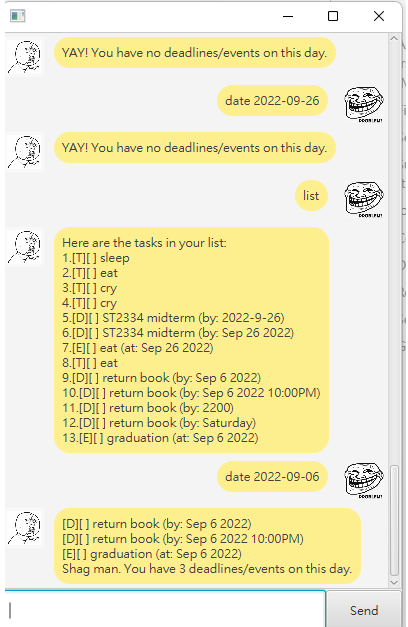 YAY! You have no deadlines/events on this day.
date 2022-09-26
PROBLEM?
YAY! You have no deadlines/events on this day.
list
PROBLEM?
Here are the tasks in your list:
1.[T][ ] sleep
2.[T][ ] eat
3.[T][ ] cry
4.[T][ ] cry
5.[D][ ] ST2334 midterm (by: 2022-9-26)
6.[D][ ] ST2334 midterm (by: Sep 26 2022)
7.[E][ ] eat (at: Sep 26 2022)
8.[T][ ] eat
9.[D][ ] return book (by: Sep 6 2022)
10.[D][ ] return book (by: Sep 6 2022 10:00PM)
11.[D][ ] return book (by: 2200)
12.[D][ ] return book (by: Saturday)
13.[E][ ] graduation (at: Sep 6 2022)
date 2022-09-06
PROBLEM?
[D][ ] return book (by: Sep 6 2022)
[D][ ] return book (by: Sep 6 2022 10:00PM)
[E][ ] graduation (at: Sep 6 2022)
Shag man. You have 3 deadlines/events on this day.
Send